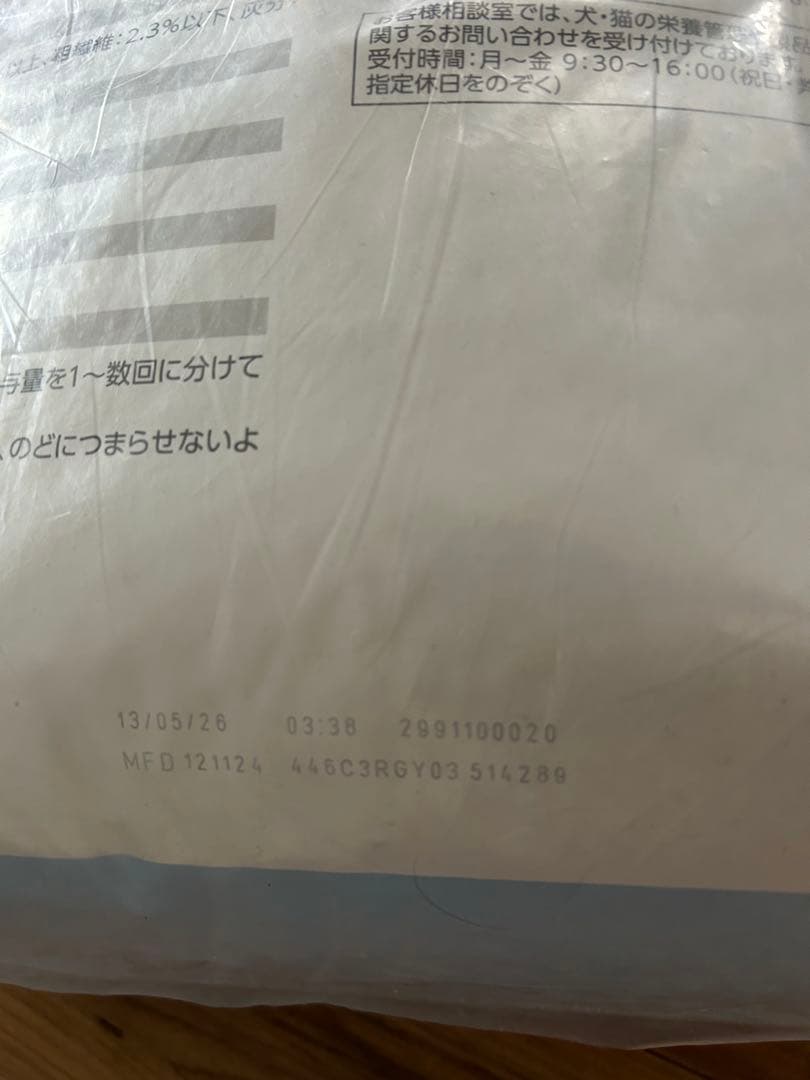 以上、粗繊維：2.3％以下、灰分
お客様相談室では、犬・猫の栄養管理
関するお問い合わせを受け付けております。
受付時間：月～金 9:30～16:00（祝日・
指定休日をのぞく）
与量を1～数回に分けて
、のどにつまらせないよ
13/05/26 03:38 2991100020
MFD 121124 446C3RGY03 514289